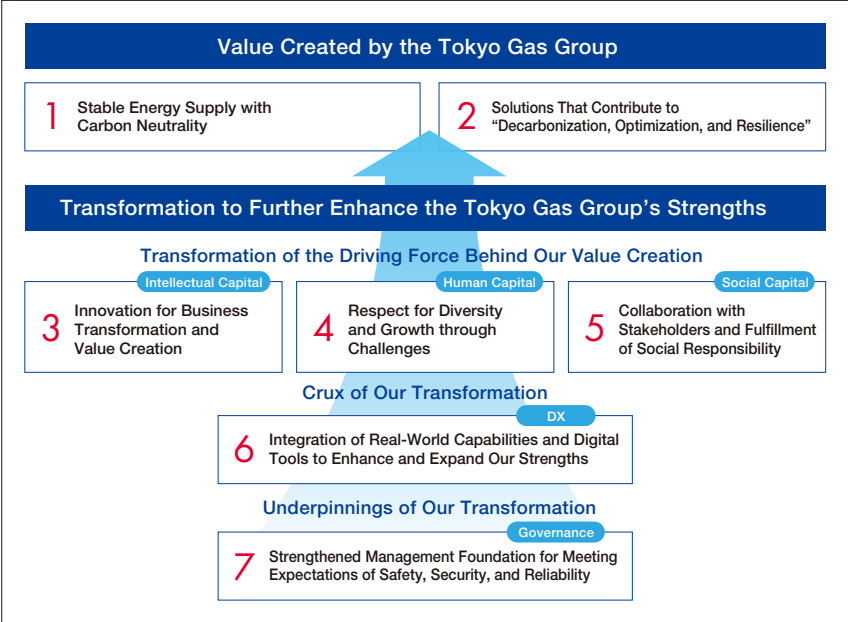 Value Created by the Tokyo Gas Group
1
Stable Energy Supply with
Carbon Neutrality
2
Solutions That Contribute to
“Decarbonization, Optimization, and Resilience”
Transformation to Further Enhance the Tokyo Gas Group’s Strengths
Transformation of the Driving Force Behind Our Value Creation
Intellectual Capital
3
Innovation for Business
Transformation and
Value Creation
Human Capital
4
Respect for Diversity
and Growth through
Challenges
Social Capital
5
Collaboration with
Stakeholders and Fulfillment
of Social Responsibility
Crux of Our Transformation
DX
6
Integration of Real-World Capabilities and Digital
Tools to Enhance and Expand Our Strengths
Underpinnings of Our Transformation
Governance
7
Strengthened Management Foundation for Meeting
Expectations of Safety, Security, and Reliability